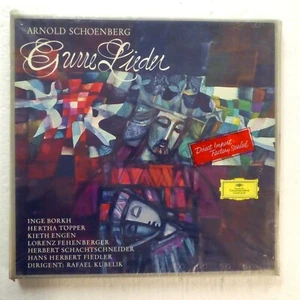 ARNOLD SCHOENBERG
Gurre Lieder
Direct Import
Factory Sealed
INGE BORKH
HERTHA TOPPER
KIETH ENGEN
LORENZ FEHENBERGER
HERBERT SCHACHTSCHNEIDER
HANS HERBERT FIEDLER
DIRIGENT: RAFAEL KUBELIK